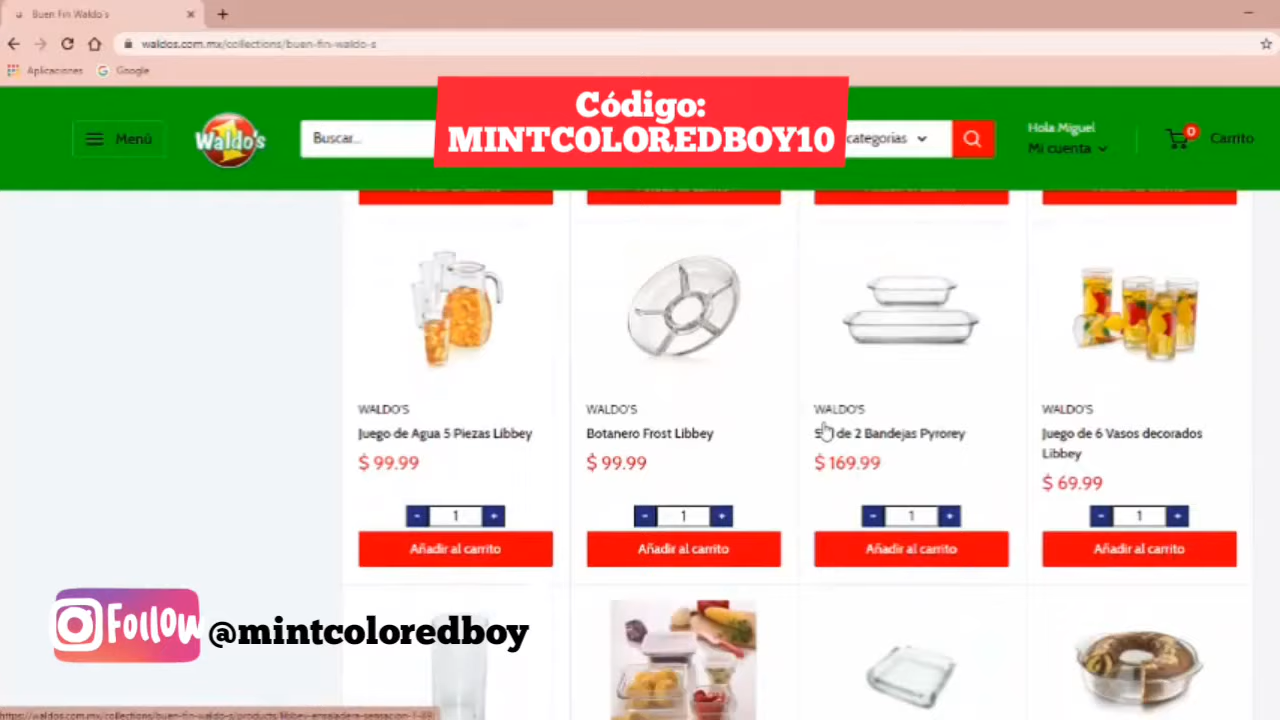 Buen Fin Waldo's
waldos.com.mx/collections/buen-fin-waldo-s
Aplicaciones
Google
Código:
MINTCOLOREDBOY10
Menú
Waldo's
Buscar...
categorias
Hola Miguel
Mi cuenta
0
Carrito
WALDO'S
Juego de Agua 5 Piezas Libbey
$ 99.99
- 1 +
Añadir al carrito
WALDO'S
Botanero Frost Libbey
$ 99.99
- 1 +
Añadir al carrito
WALDO'S
de 2 Bandejas Pyrorey
$ 169.99
- 1 +
Añadir al carrito
WALDO'S
Juego de 6 Vasos decorados
Libbey
$ 69.99
- 1 +
Añadir al carrito
Follow
@mintcoloredboy